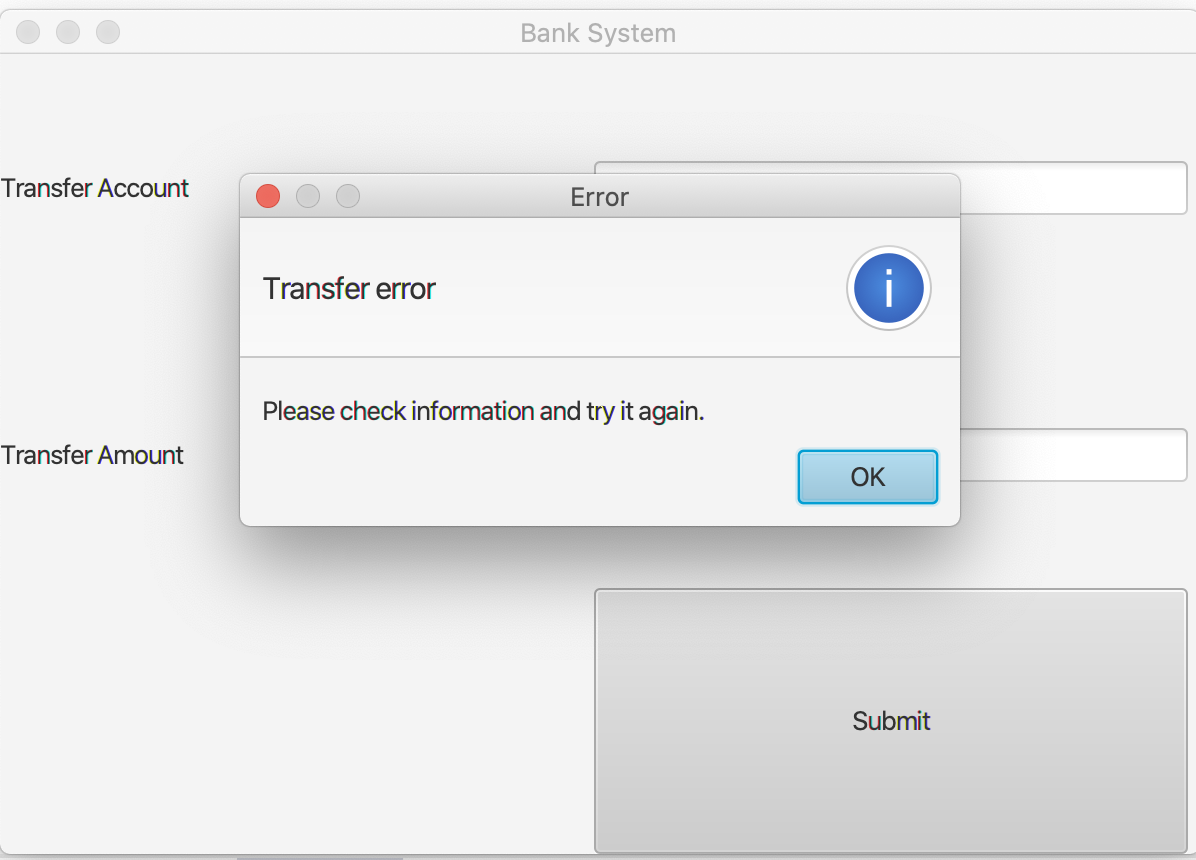 Bank System
Transfer Account
Error
Transfer error
i
Please check information and try it again.
Transfer Amount
OK
Submit